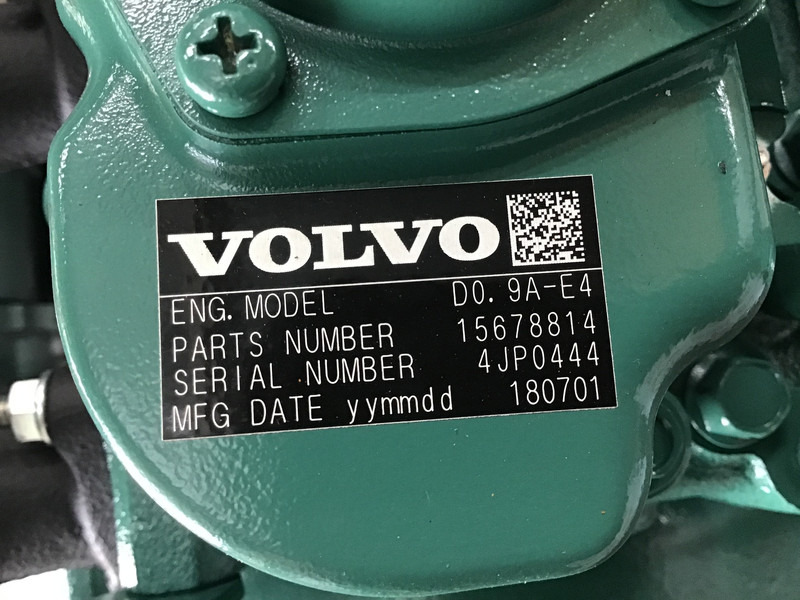 VOLVO
ENG. MODEL D0. 9A-E4
PARTS NUMBER 15678814
SERIAL NUMBER 4JP0444
MFG DATE yymmdd 180701